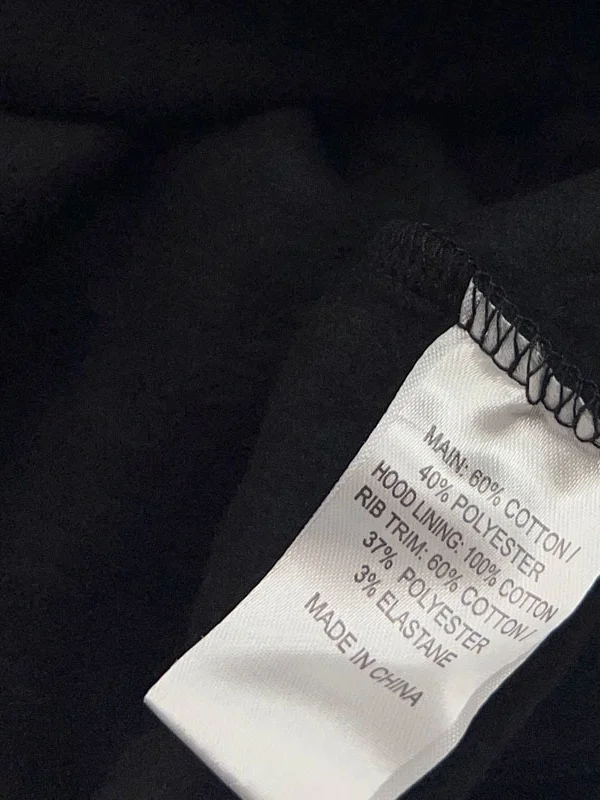 MAIN: 60% COTTON/
40% POLYESTER
HOOD LINING: 100% COTTON
RIB TRIM: 60% COTTON/
37% POLYESTER
3% ELASTANE
MADE IN CHINA